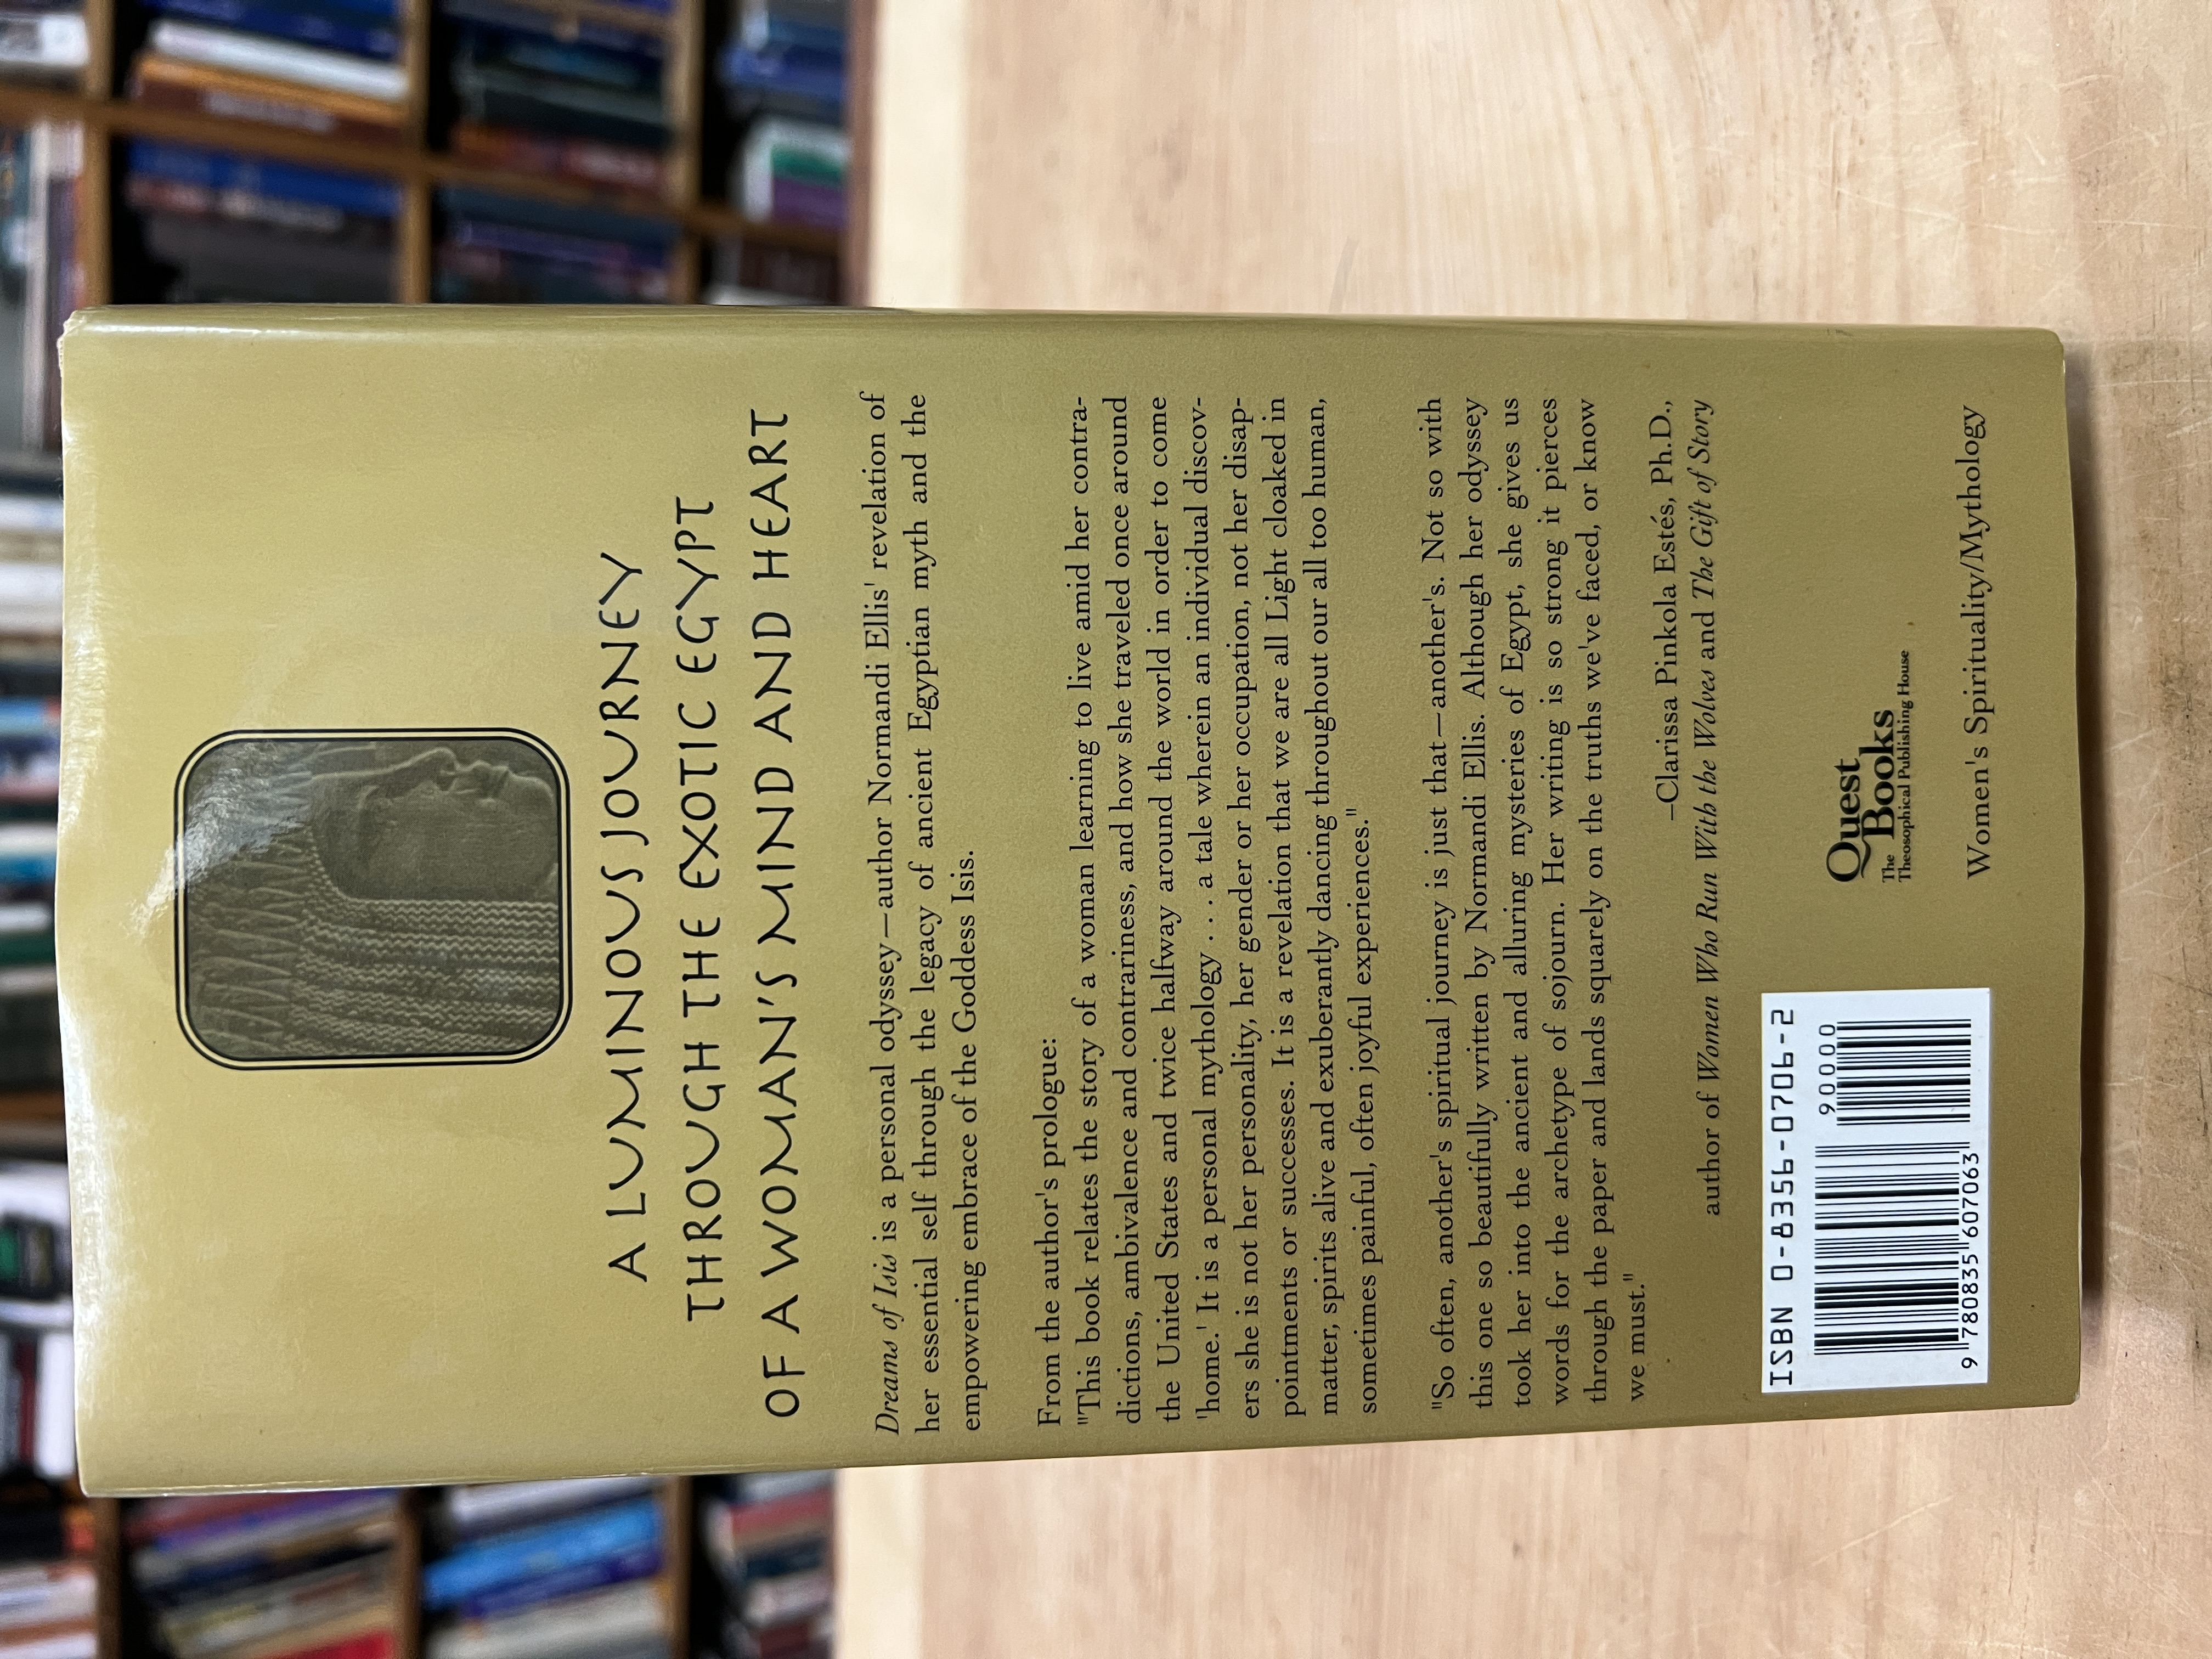 A LUMINOUS JOURNEY
THROUGH THE EXOTIC EGYPT
OF A WOMAN'S MIND AND HEART
Dreams of Isis is a personal odyssey—author Normandi Ellis' revelation of
her essential self through the legacy of ancient Egyptian myth and the
empowering embrace of the Goddess Isis.
From the author's prologue:
"This book relates the story of a woman learning to live amid her contra-
dictions, ambivalence and contrariness, and how she traveled once around
the United States and twice halfway around the world in order to come
'home.' It is a personal mythology . . . a tale wherein an individual discov-
ers she is not her personality, her gender or her occupation, not her disap-
pointments or successes. It is a revelation that we are all Light cloaked in
matter, spirits alive and exuberantly dancing throughout our all too human,
sometimes painful, often joyful experiences."
"So often, another's spiritual journey is just that—another's. Not so with
this one so beautifully written by Normandi Ellis. Although her odyssey
took her into the ancient and alluring mysteries of Egypt, she gives us
words for the archetype of sojourn. Her writing is so strong it pierces
through the paper and lands squarely on the truths we've faced, or know
we must."
–Clarissa Pinkola Estés, Ph.D.,
author of Women Who Run With the Wolves and The Gift of Story
ISBN 0-8356-0706-2
90000
9 780835 607063
Quest
Books
The
Theosophical Publishing House
Women's Spirituality/Mythology